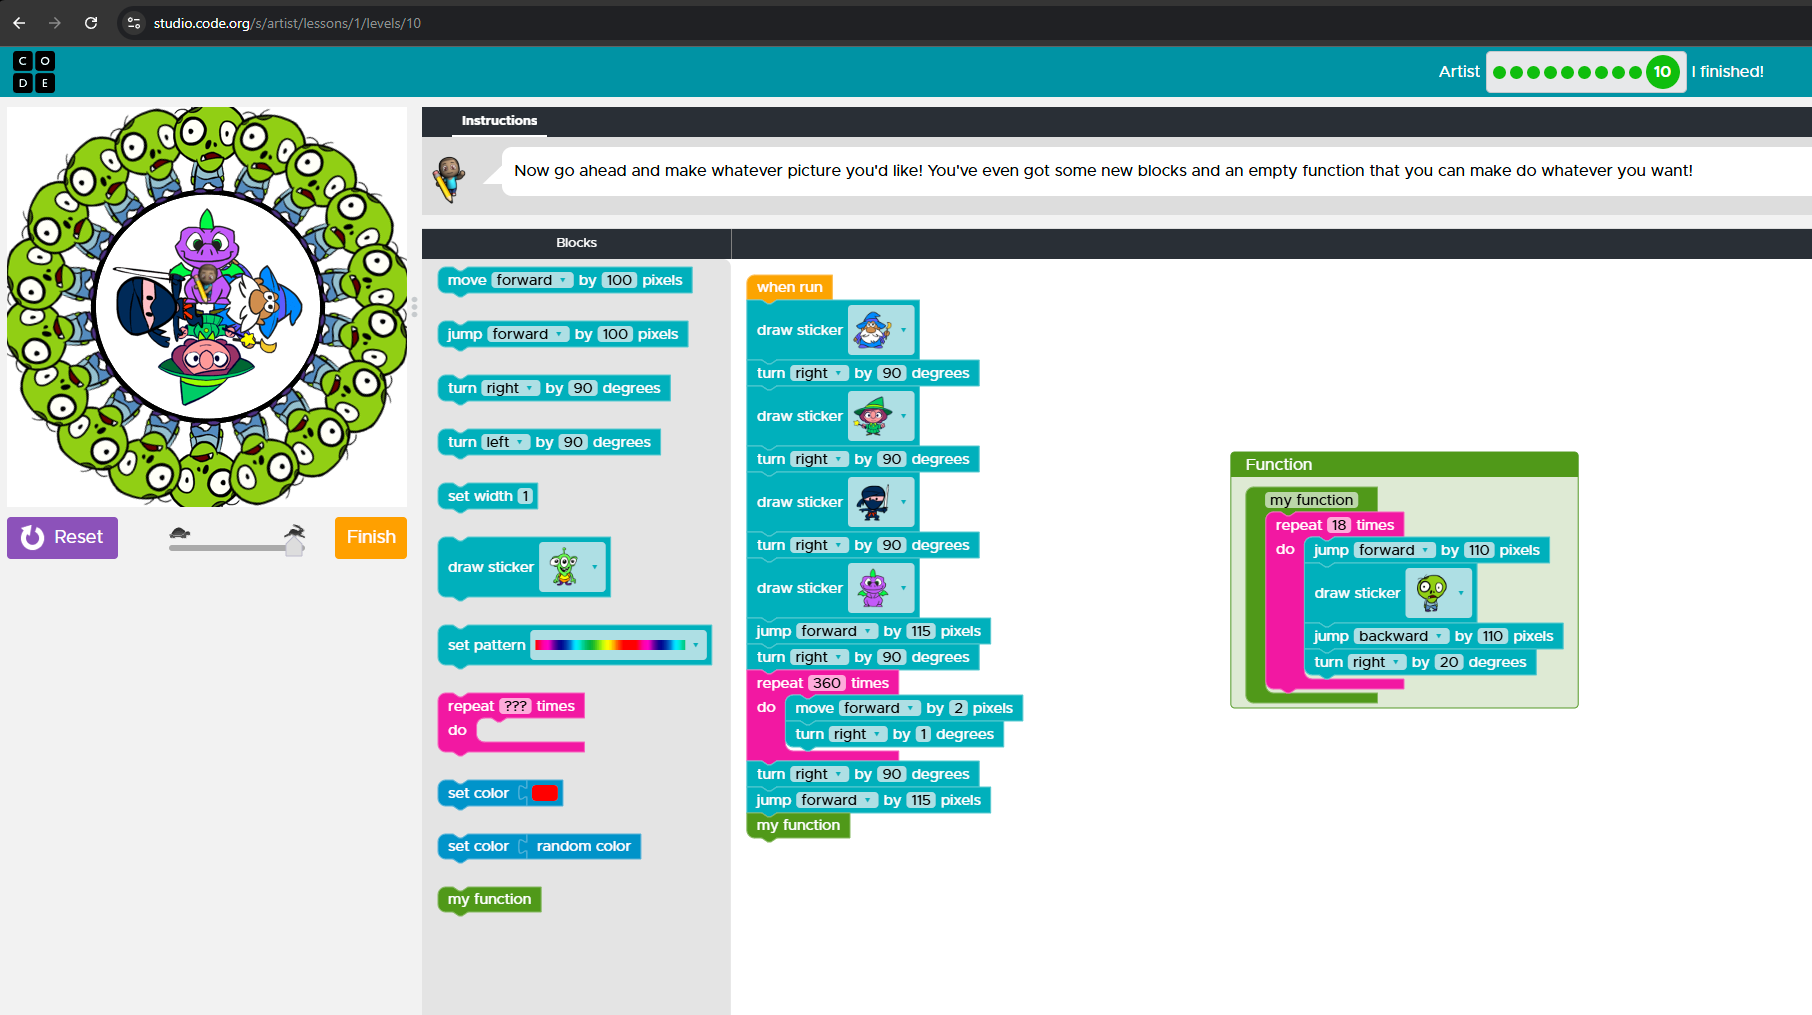 studio.code.org/s/artist/lessons/1/levels/10
C O
D E
Artist 10 I finished!
Instructions
Now go ahead and make whatever picture you'd like! You've even got some new blocks and an empty function that you can make do whatever you want!
Reset
Finish
Blocks
move forward by 100 pixels
jump forward by 100 pixels
turn right by 90 degrees
turn left by 90 degrees
set width 1
draw sticker
set pattern
repeat ??? times
do
set color
set color random color
my function
when run
draw sticker
turn right by 90 degrees
draw sticker
turn right by 90 degrees
draw sticker
turn right by 90 degrees
draw sticker
jump forward by 115 pixels
turn right by 90 degrees
repeat 360 times
do move forward by 2 pixels
turn right by 1 degrees
turn right by 90 degrees
jump forward by 115 pixels
my function
Function
my function
repeat 18 times
do jump forward by 110 pixels
draw sticker
jump backward by 110 pixels
turn right by 20 degrees